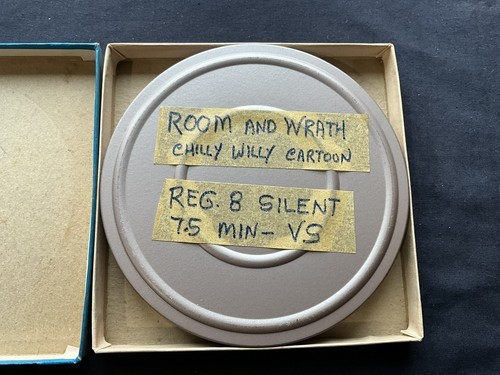 ROOM AND WRATH
CHILLY WILLY CARTOON
REG. 8 SILENT
7.5 MIN- VS